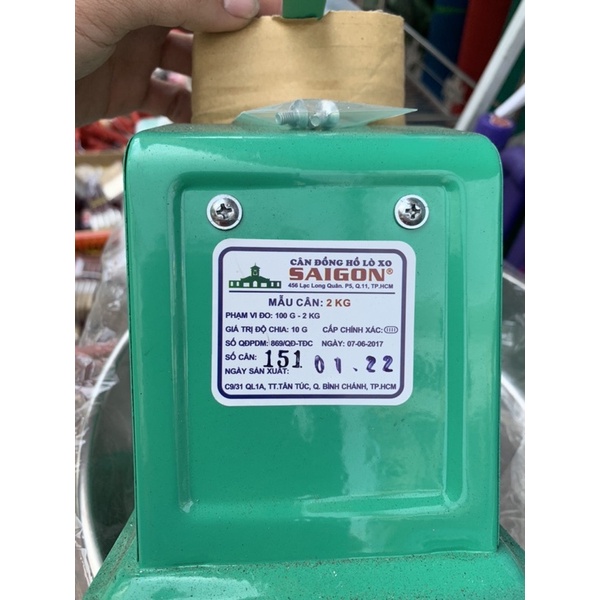 CÂN ĐỒNG HỒ LÒ XO
SAIGON®
456 Lạc Long Quân. P5, Q.11, TP.HCM
MẪU CÂN: 2 KG
PHẠM VI ĐO: 100 G - 2 KG
GIÁ TRỊ ĐỘ CHIA: 10 G CẤP CHÍNH XÁC: IIII
SỐ QĐPDM: 869/QĐ-TĐC NGÀY: 07-06-2017
SỐ CÂN: 151
NGÀY SẢN XUẤT: 01.22
C9/31 QL.1A, TT.TÂN TÚC, Q. BÌNH CHÁNH, TP.HCM